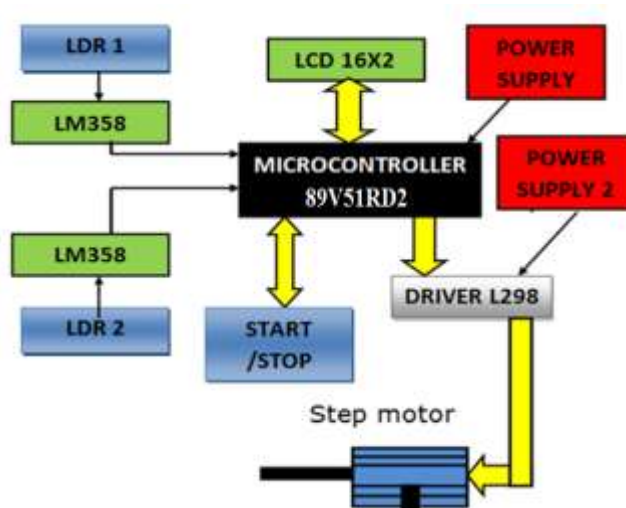 LDR 1
LCD 16X2
POWER
SUPPLY
LM358
MICROCONTROLLER
89V51RD2
POWER
SUPPLY 2
LM358
DRIVER L298
LDR 2
START
/STOP
Step motor